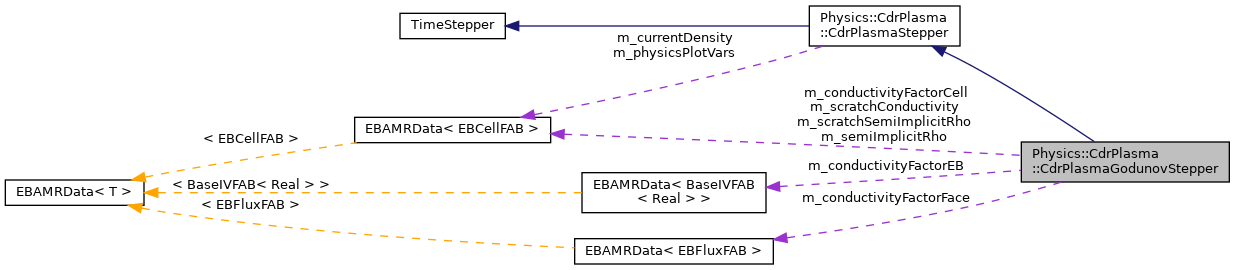 TimeStepper
Physics::CdrPlasma
::CdrPlasmaStepper
m_currentDensity
m_physicsPlotVars
m_conductivityFactorCell
m_scratchConductivity
m_scratchSemiImplicitRho
m_semiImplicitRho
EBAMRData< EBCellFAB >
< EBCellFAB >
Physics::CdrPlasma
::CdrPlasmaGodunovStepper
m_conductivityFactorEB
EBAMRData< T >
< BaseIVFAB< Real > >
EBAMRData< BaseIVFAB
< Real > >
m_conductivityFactorFace
< EBFluxFAB >
EBAMRData< EBFluxFAB >